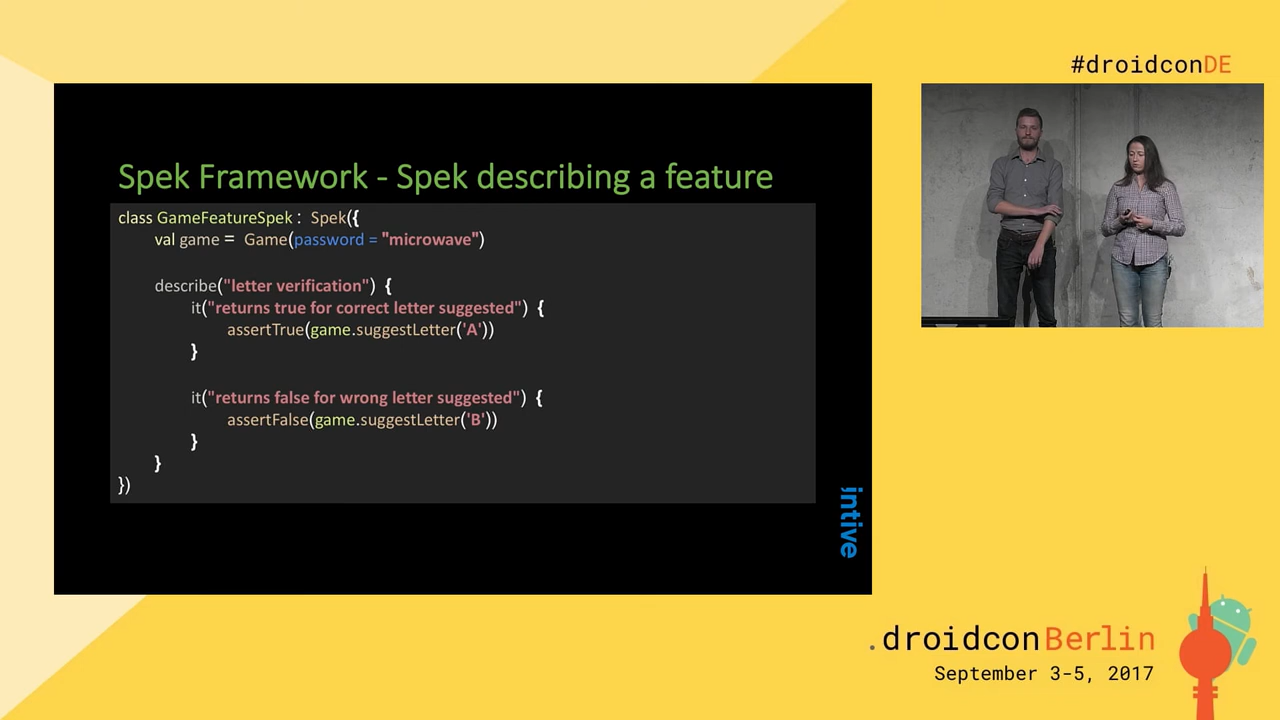 #droidconDE
Spek Framework - Spek describing a feature
class GameFeatureSpek : Spek({
val game = Game(password = "microwave")
describe("letter verification") {
it("returns true for correct letter suggested") {
assertTrue(game.suggestLetter('A'))
}
it("returns false for wrong letter suggested") {
assertFalse(game.suggestLetter('B'))
}
}
})
intive
.droidconBerlin
September 3-5, 2017